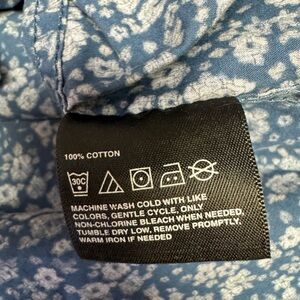 100% COTTON
30C
MACHINE WASH COLD WITH LIKE
COLORS, GENTLE CYCLE, ONLY
NON-CHLORINE BLEACH WHEN NEEDED,
TUMBLE DRY LOW. REMOVE PROMPTLY.
WARM IRON IF NEEDED